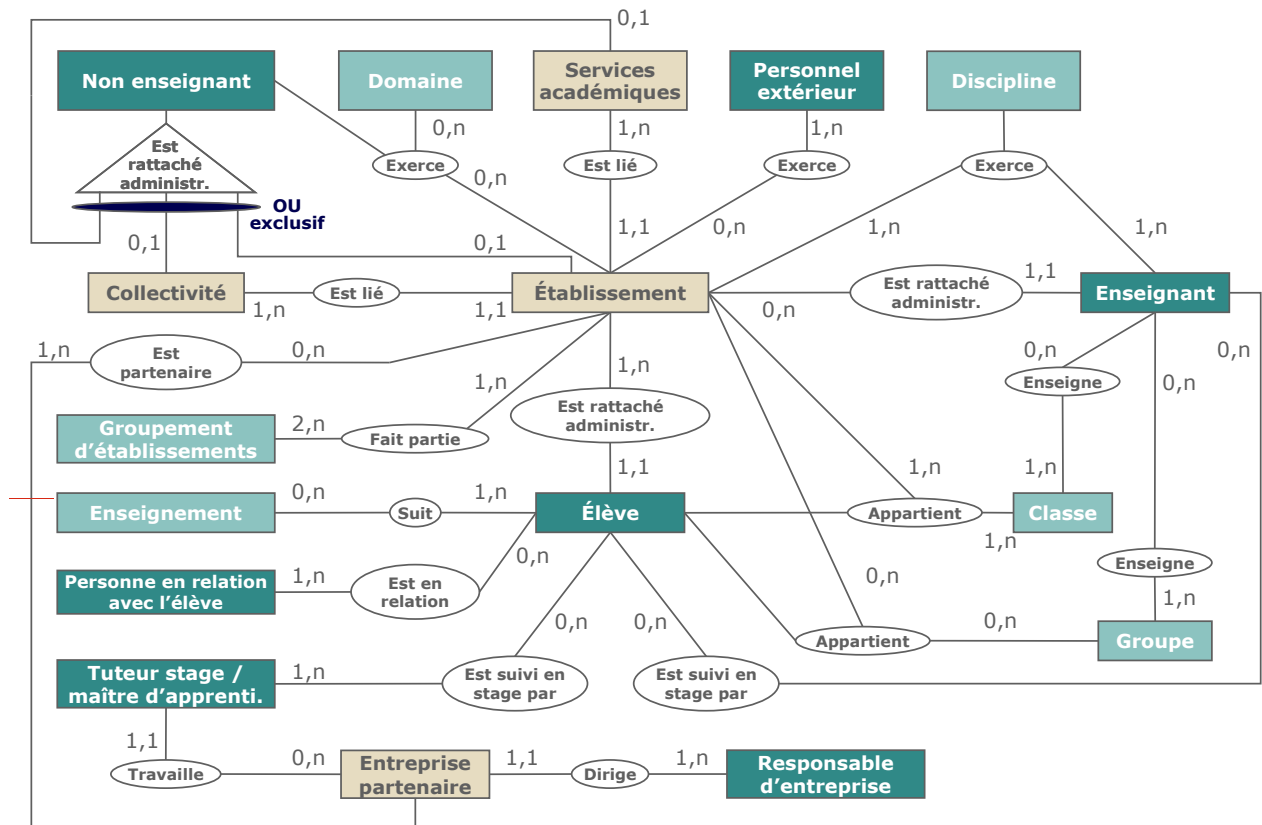 0,1
Non enseignant
Domaine
Services
académiques
Personnel
extérieur
Discipline
0,n
1,n
1,n
Est
rattaché
administr.
Exerce
Est lié
Exerce
Exerce
0,n
OU
exclusif
0,1
0,1
1,1
0,n
1,n
1,n
Collectivité
Est lié
Établissement
Est rattaché
administr.
Enseignant
1,n
1,1
0,n
1,1
1,n
Est
partenaire
0,n
1,n
1,n
0,n
Enseigne
0,n
0,n
Groupement
d’établissements
2,n
Fait partie
Est rattaché
administr.
1,1
1,n
1,n
Enseignement
0,n
Suit
1,n
Élève
Appartient
Classe
1,n
0,n
Personne en relation
avec l’élève
1,n
Est en
relation
0,n
Enseigne
1,n
0,n
0,n
Appartient
0,n
Groupe
Tuteur stage /
maître d’apprenti.
1,n
Est suivi en
stage par
Est suivi en
stage par
1,1
Travaille
0,n
Entreprise
partenaire
1,1
Dirige
1,n
Responsable
d’entreprise